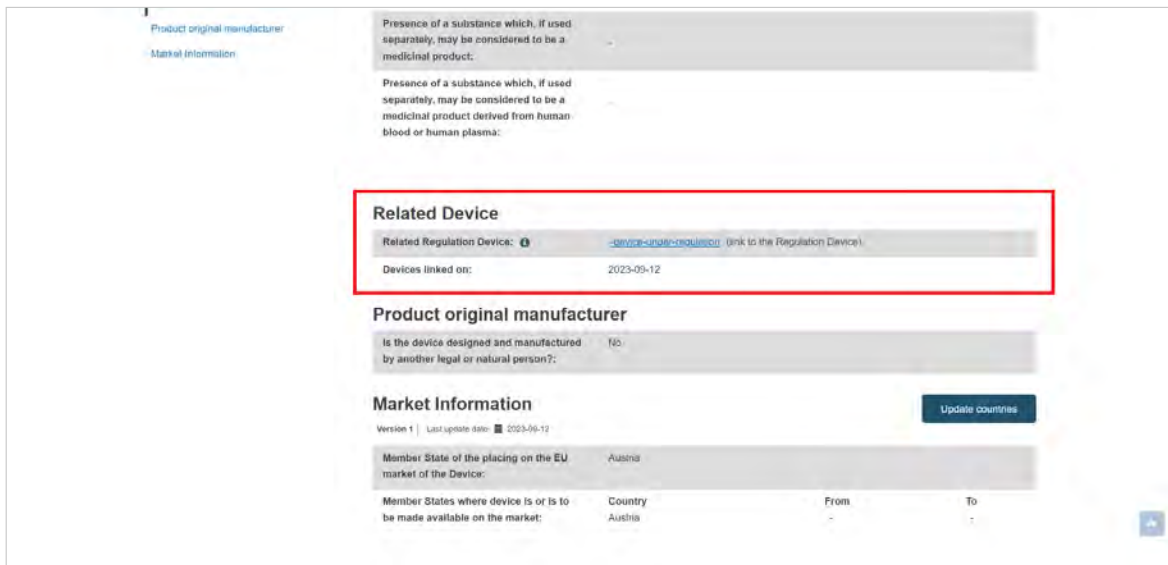 Product original manufacturer
Market Information
Presence of a substance which, if used
separately, may be considered to be a
medicinal product:
-
Presence of a substance which, if used
separately, may be considered to be a
medicinal product derived from human
blood or human plasma:
-
Related Device
Related Regulation Device:
-device-under-regulation (link to the Regulation Device)
Devices linked on:
2023-09-12
Product original manufacturer
Is the device designed and manufactured
by another legal or natural person?:
No
Market Information
Update countries
Version 1 | Last update date: 2023-09-12
Member State of the placing on the EU
market of the Device:
Austria
Member States where device is or is to
be made available on the market:
Country From To
Austria - -